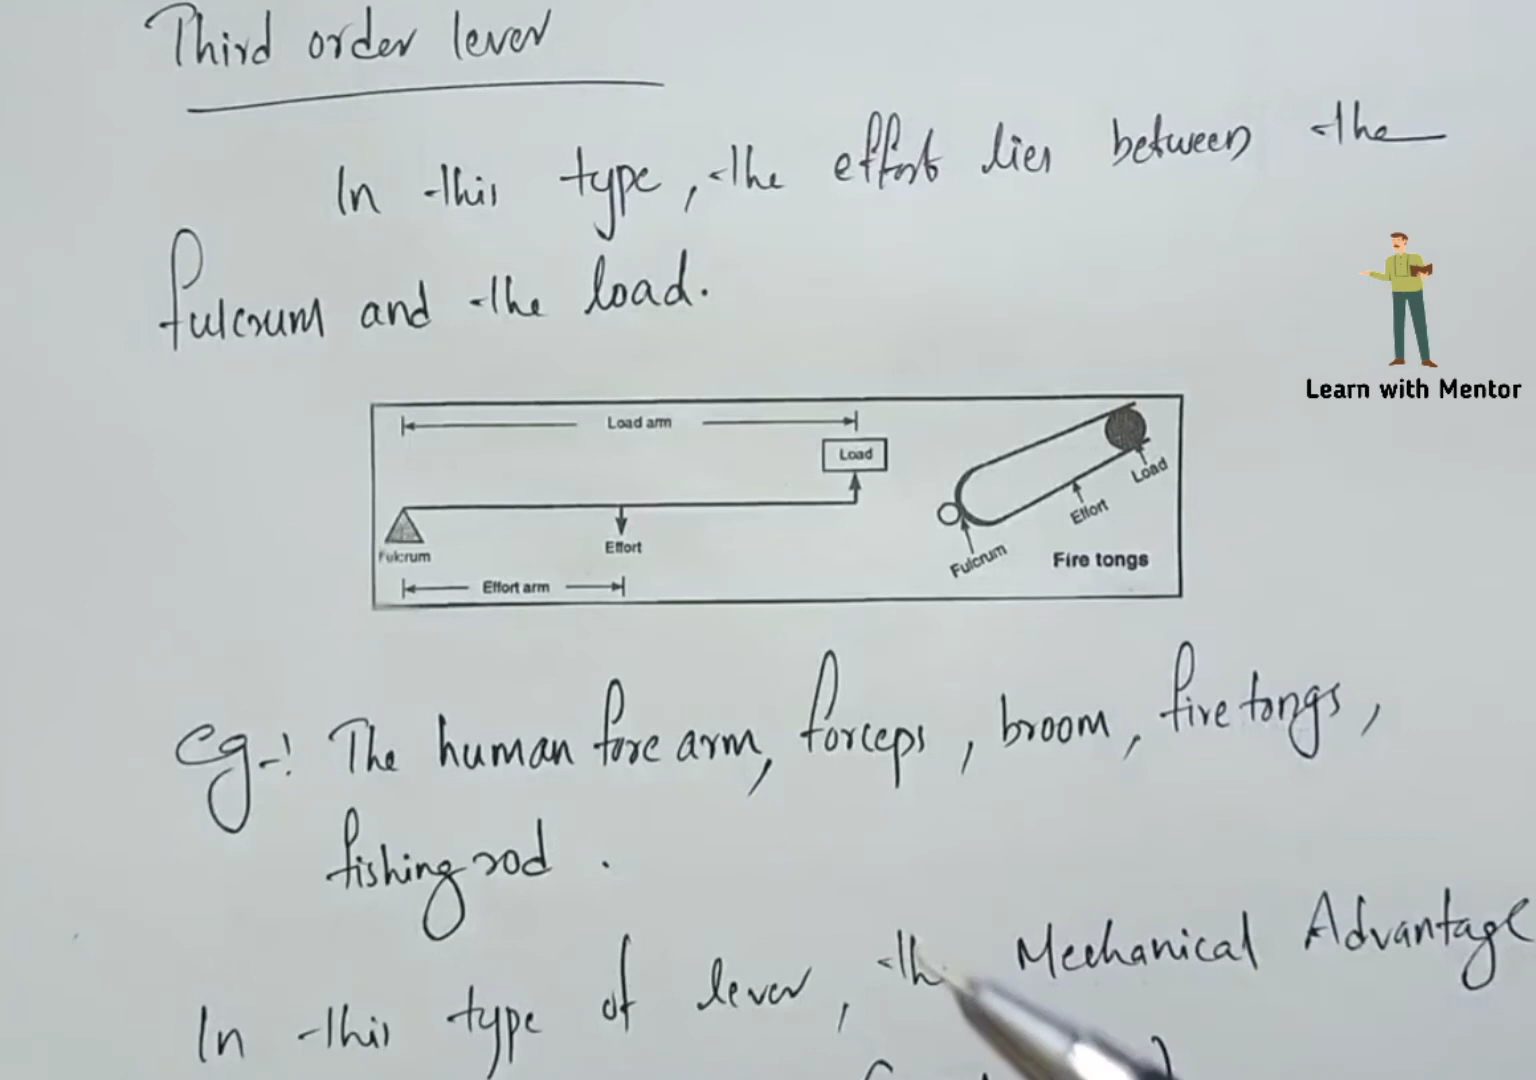 Third order lever
In this type, the effort lies between the
fulcrum and the load.
Learn with Mentor
Load arm
Load
Fulcrum
Effort
Effort arm
Load
Effort
Fulcrum
Fire tongs
eg-: The human fore arm, forceps, broom, fire tongs,
fishing rod.
In this type of lever, the Mechanical Advantage